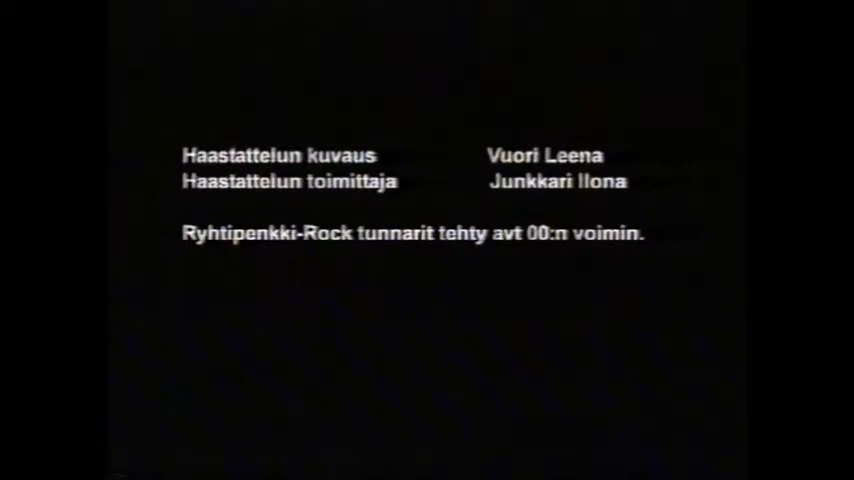 Haastattelun kuvaus Vuori Leena
Haastattelun toimittaja Junkkari Ilona
Ryhtipenkki-Rock tunnarit tehty avt 00:n voimin.